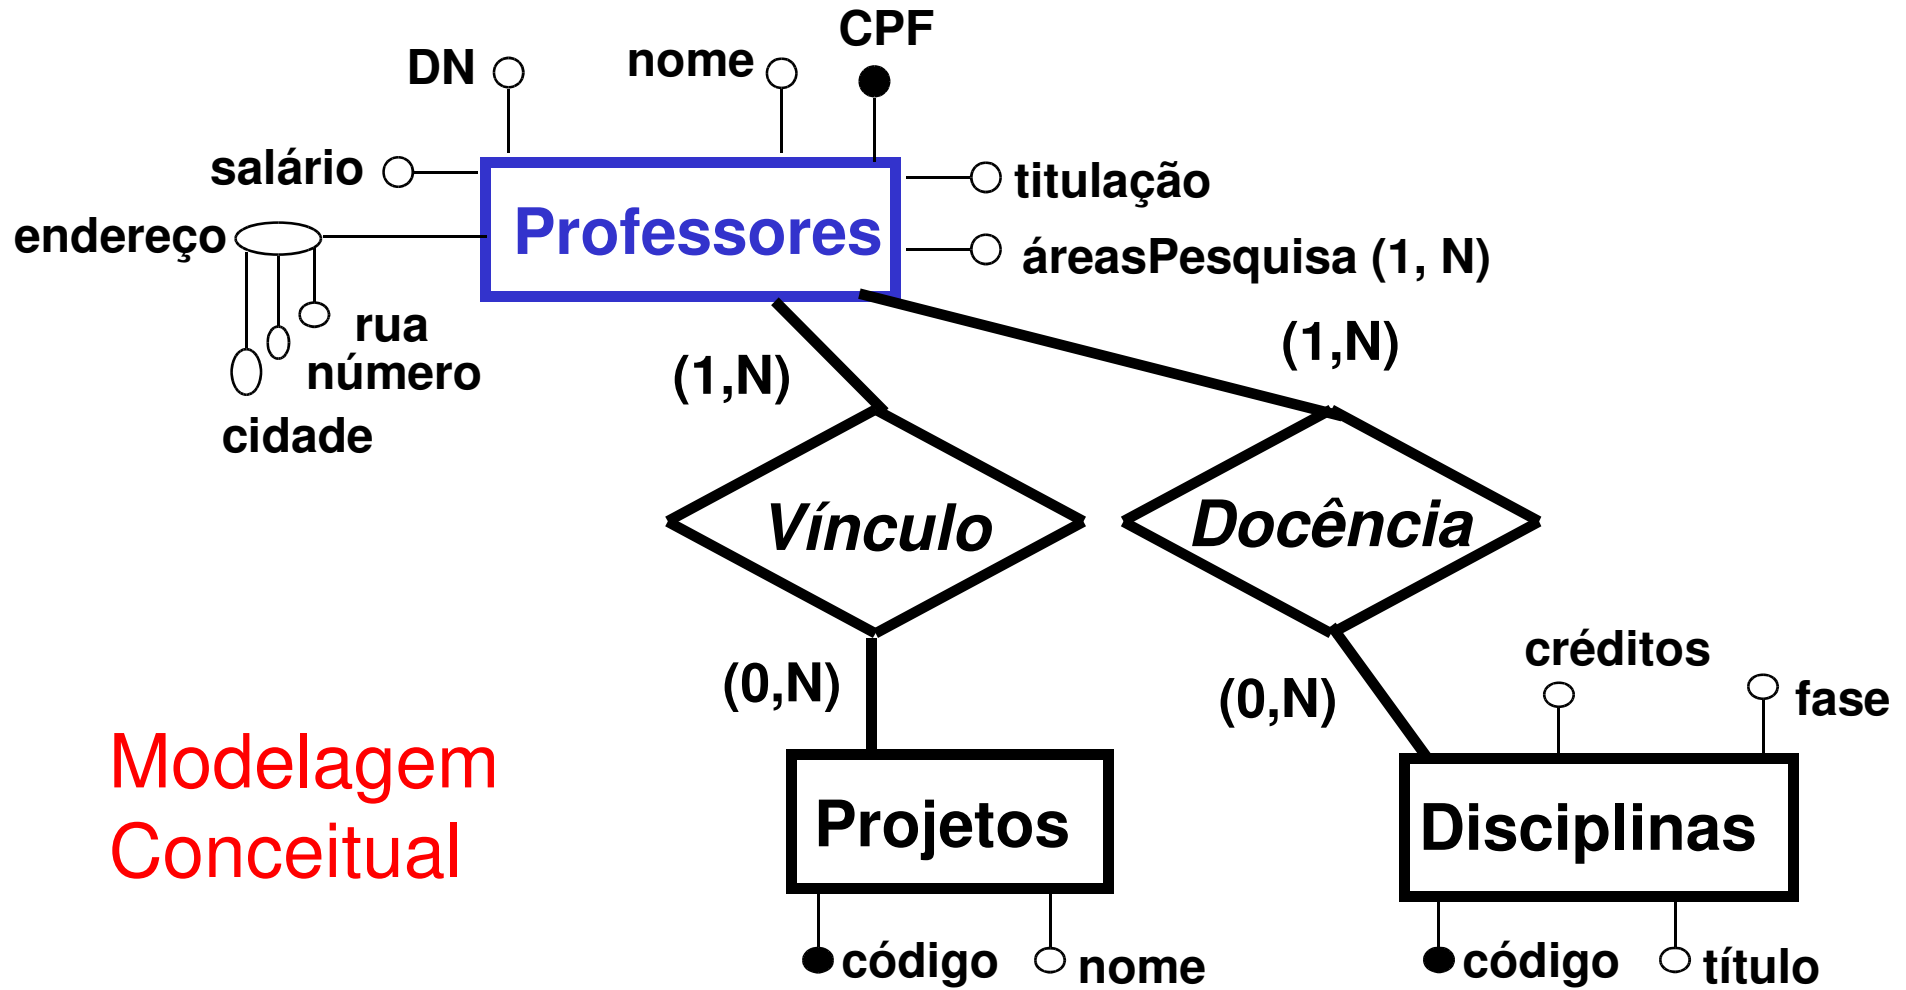 CPF
DN
nome
salário
titulação
Professores
endereço
áreasPesquisa (1, N)
rua
número
cidade
(1,N)
(1,N)
Vínculo
Docência
(0,N)
(0,N)
créditos
fase
Modelagem
Conceitual
Projetos
Disciplinas
código
nome
código
título